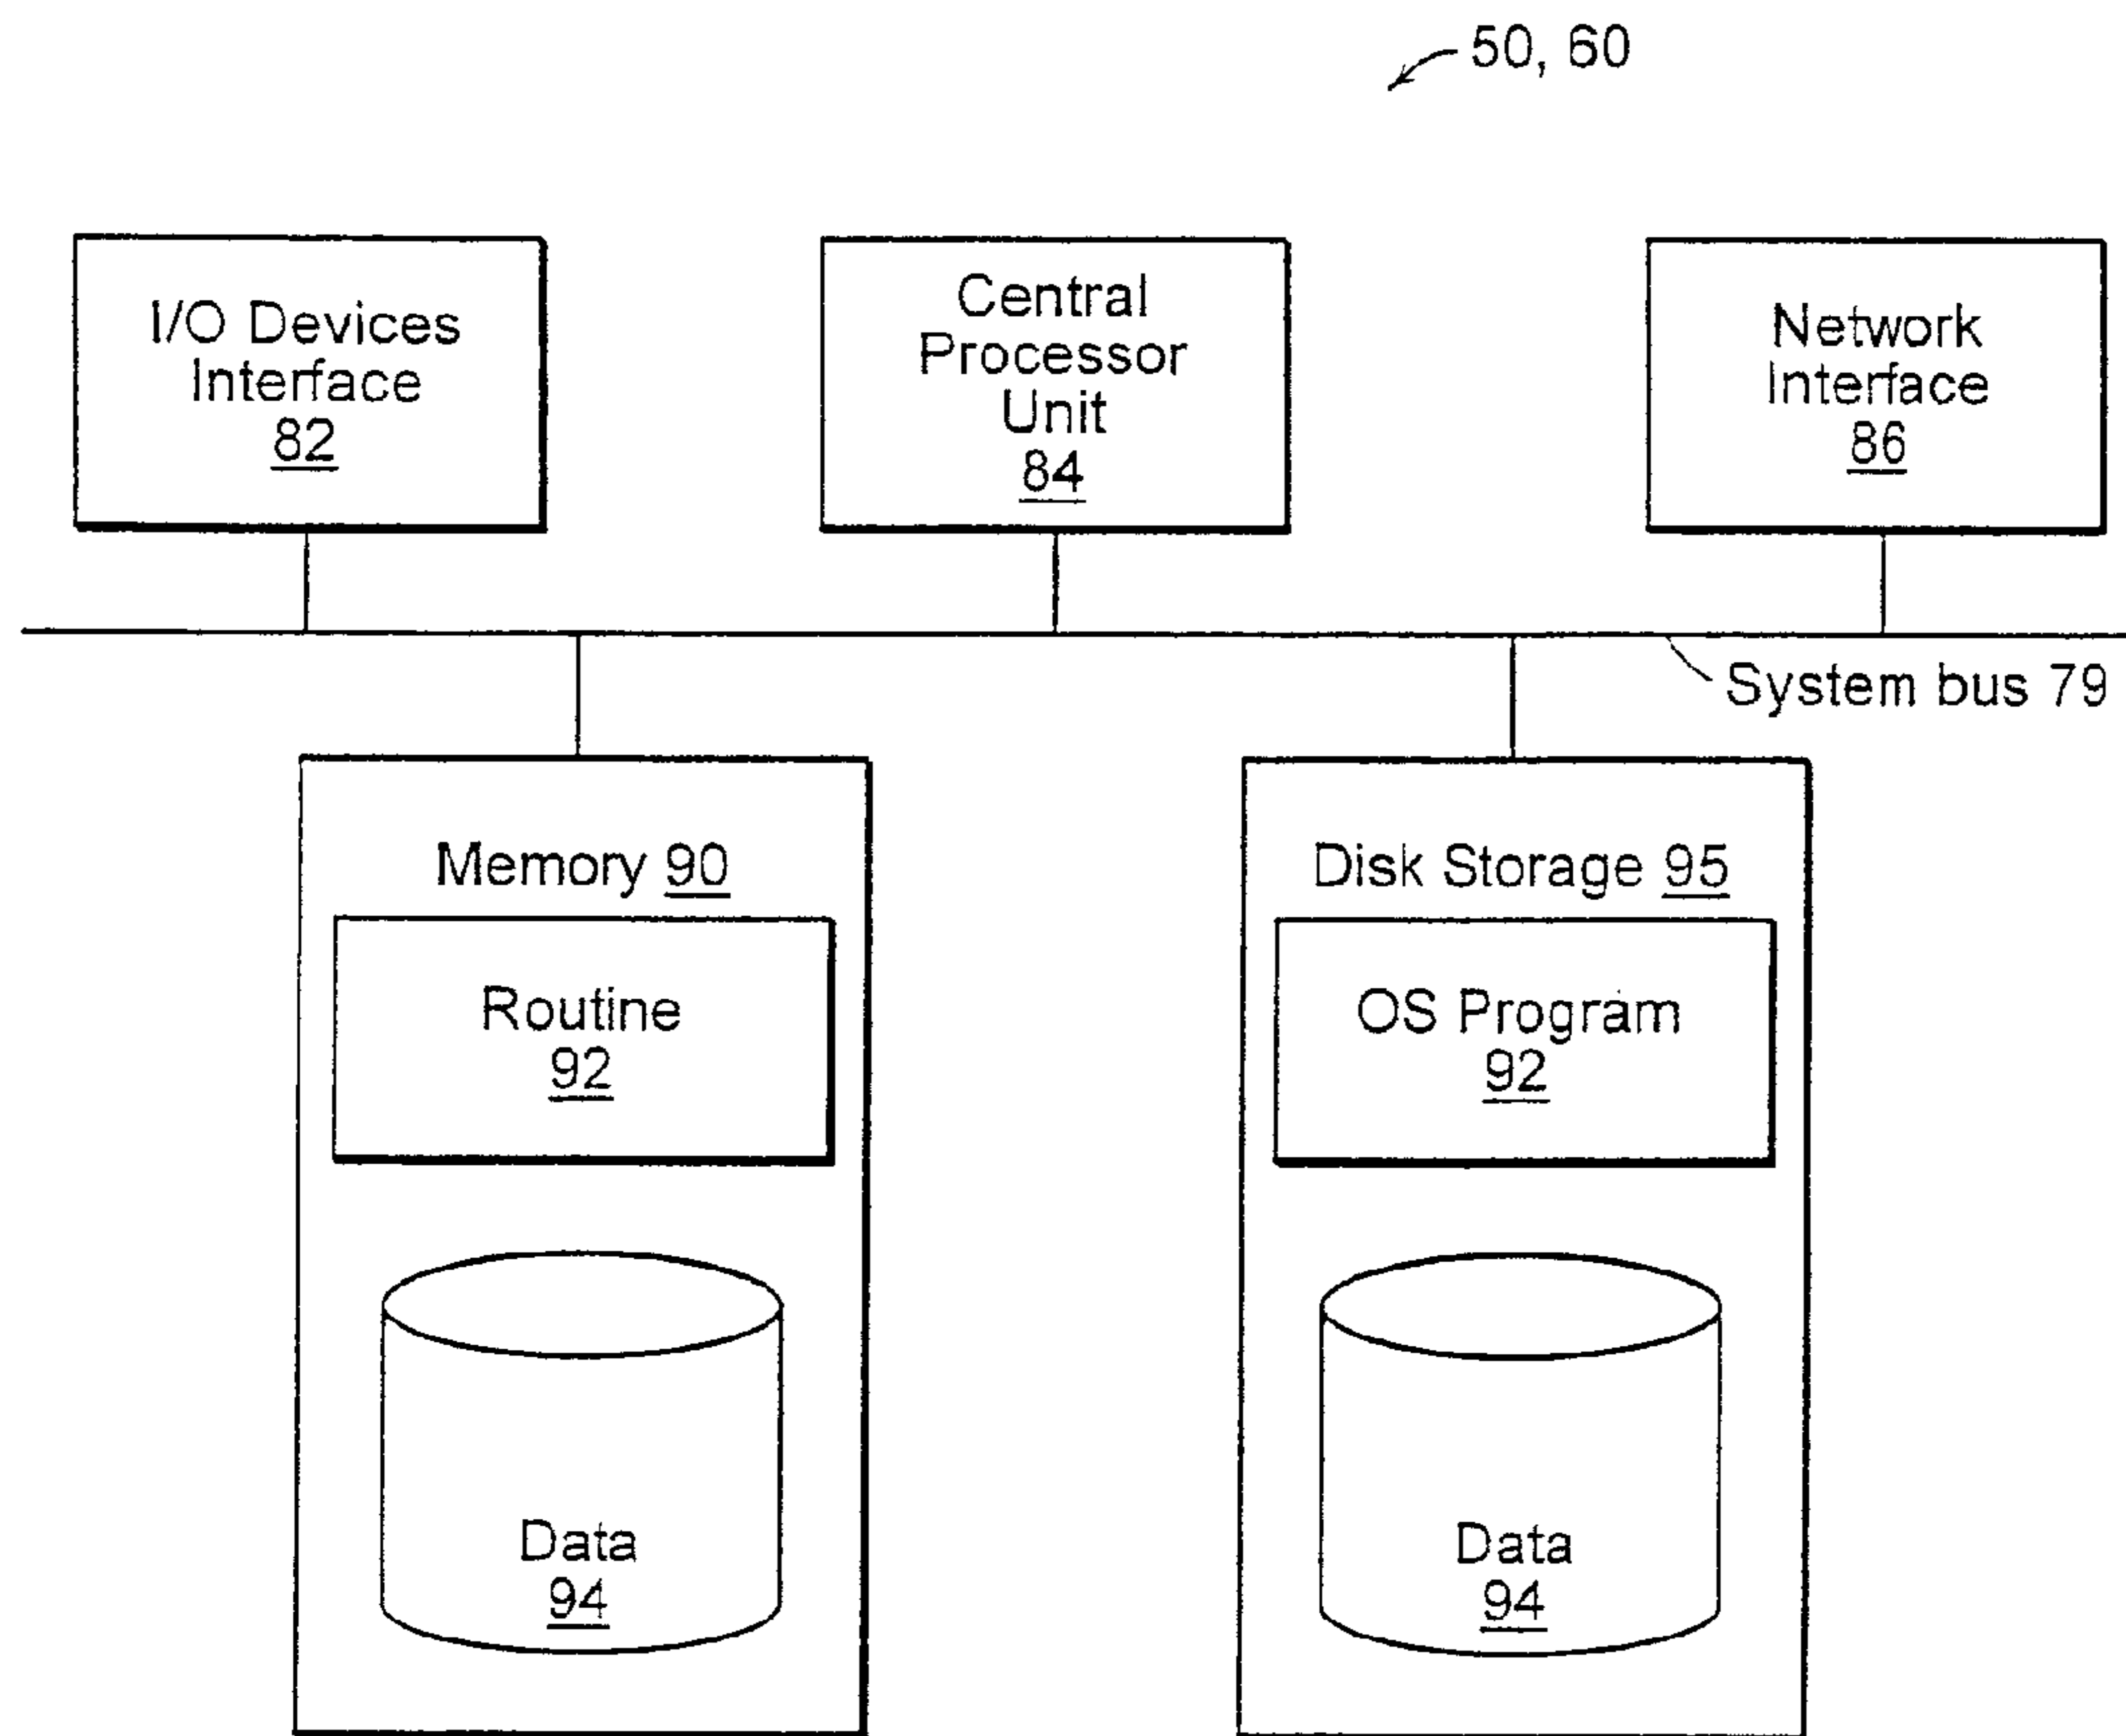 50, 60
I/O Devices
Interface
82
Central
Processor
Unit
84
Network
Interface
86
System bus 79
Memory 90
Routine
92
Data
94
Disk Storage 95
OS Program
92
Data
94